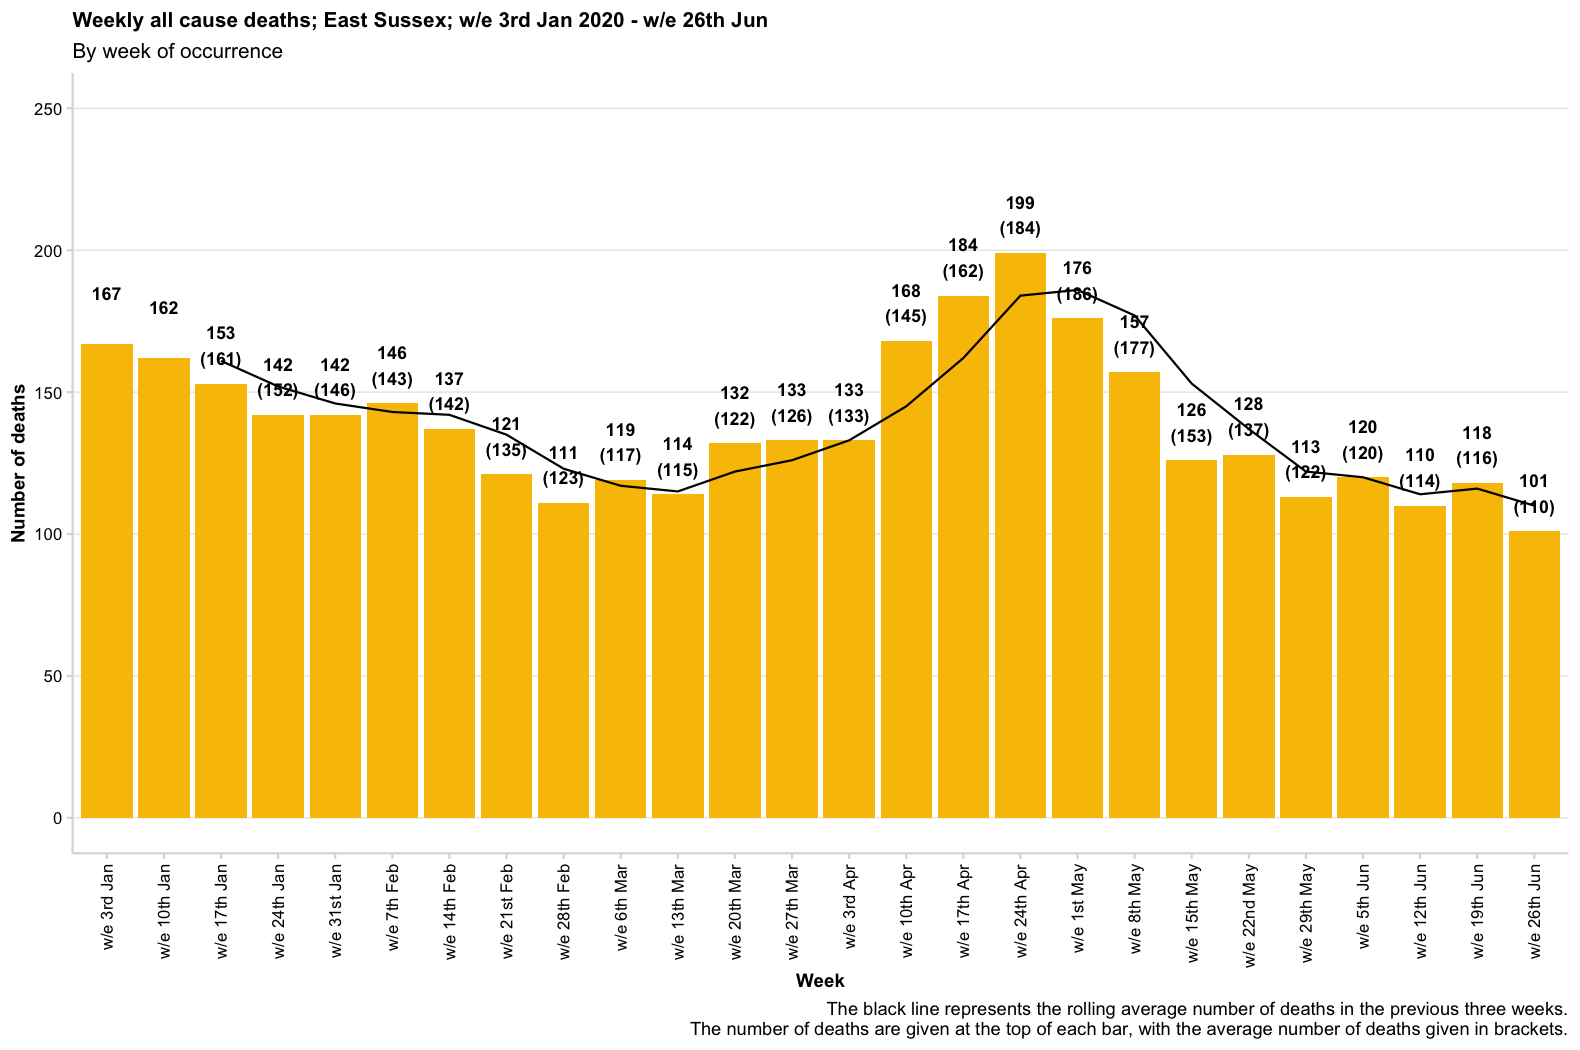 Weekly all cause deaths; East Sussex; w/e 3rd Jan 2020 - w/e 26th Jun
By week of occurrence
Number of deaths
250
200
150
100
50
0
167
162
153
(161)
142
(152)
142
(146)
146
(143)
137
(142)
121
(135)
111
(123)
119
(117)
114
(115)
132
(122)
133
(126)
133
(133)
168
(145)
184
(162)
199
(184)
176
(186)
157
(177)
126
(153)
128
(137)
113
(122)
120
(120)
110
(114)
118
(116)
101
(110)
w/e 3rd Jan
w/e 10th Jan
w/e 17th Jan
w/e 24th Jan
w/e 31st Jan
w/e 7th Feb
w/e 14th Feb
w/e 21st Feb
w/e 28th Feb
w/e 6th Mar
w/e 13th Mar
w/e 20th Mar
w/e 27th Mar
w/e 3rd Apr
w/e 10th Apr
w/e 17th Apr
w/e 24th Apr
w/e 1st May
w/e 8th May
w/e 15th May
w/e 22nd May
w/e 29th May
w/e 5th Jun
w/e 12th Jun
w/e 19th Jun
w/e 26th Jun
Week
The black line represents the rolling average number of deaths in the previous three weeks.
The number of deaths are given at the top of each bar, with the average number of deaths given in brackets.